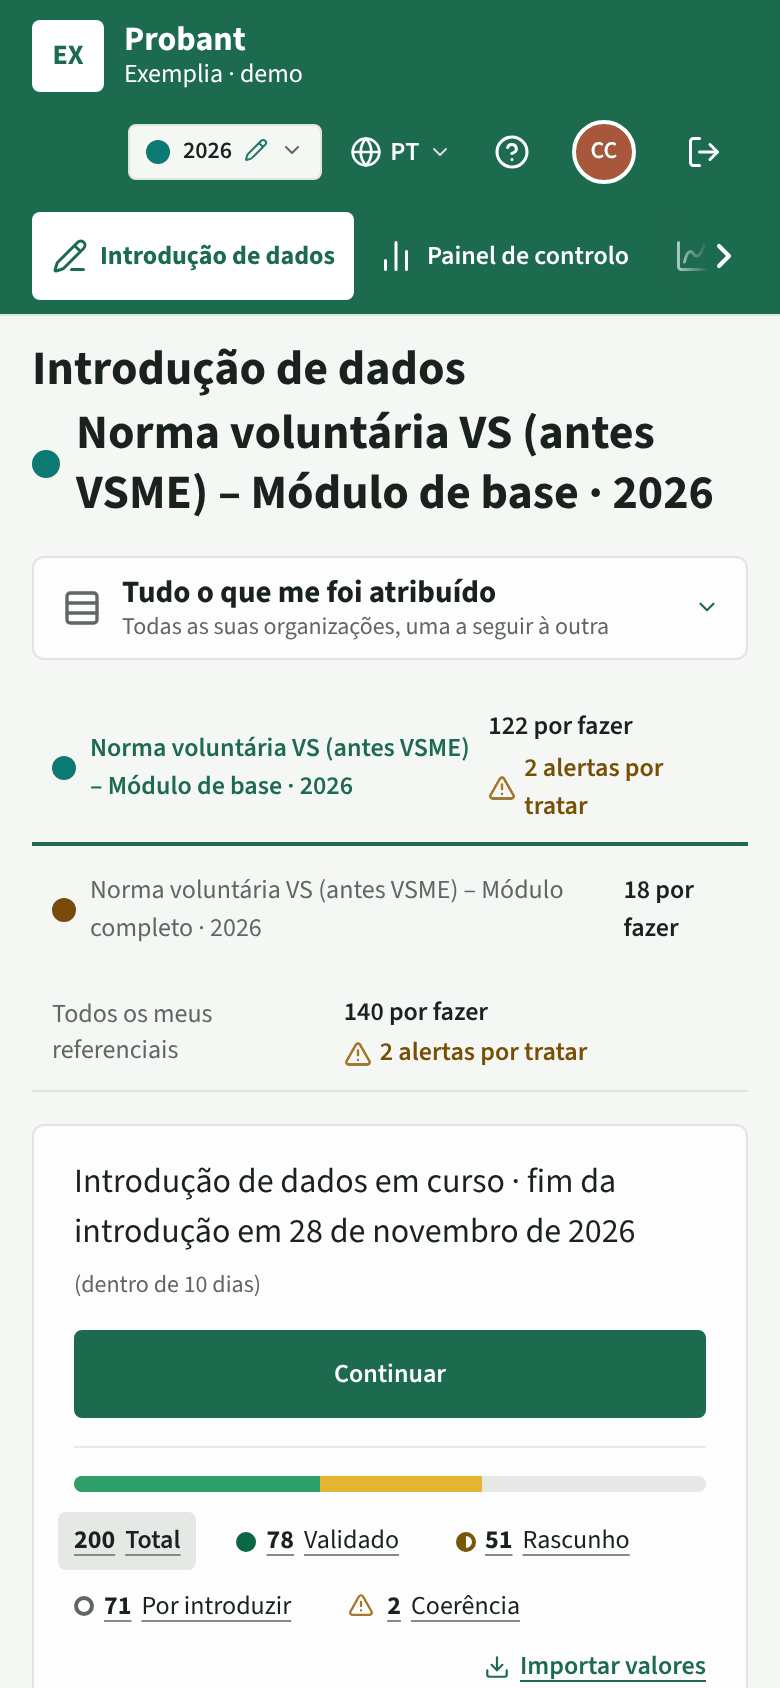 EX
Probant
Exemplia · demo
2026
PT
CC
Introdução de dados
Painel de controlo
Introdução de dados
Norma voluntária VS (antes
VSME) – Módulo de base · 2026
Tudo o que me foi atribuído
Todas as suas organizações, uma a seguir à outra
Norma voluntária VS (antes VSME)
– Módulo de base · 2026
122 por fazer
2 alertas por
tratar
Norma voluntária VS (antes VSME) – Módulo
completo · 2026
18 por
fazer
Todos os meus
referenciais
140 por fazer
2 alertas por tratar
Introdução de dados em curso · fim da
introdução em 28 de novembro de 2026
(dentro de 10 dias)
Continuar
200 Total
78 Validado
51 Rascunho
71 Por introduzir
2 Coerência
Importar valores